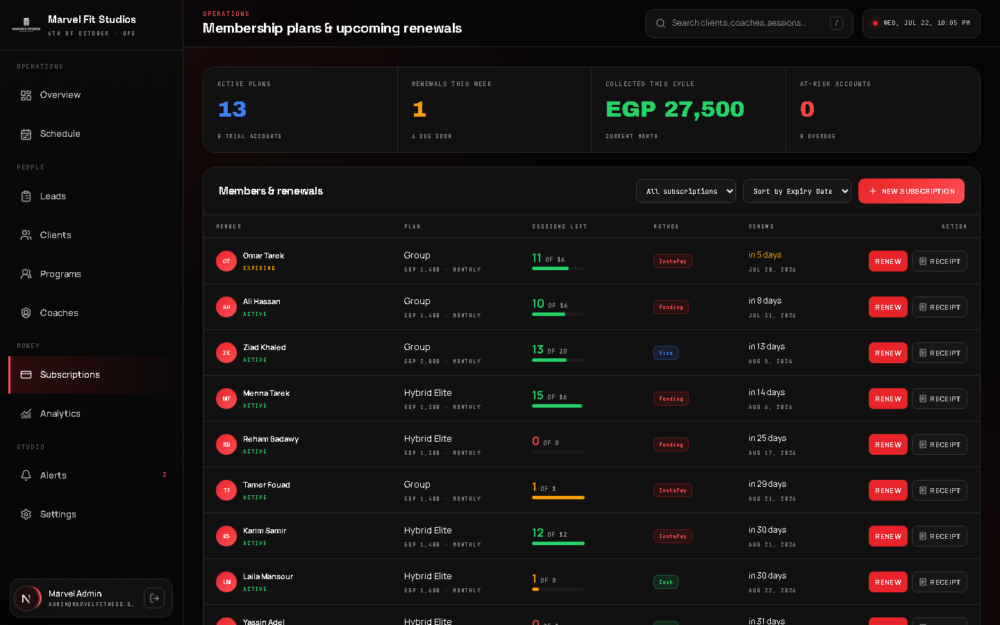 MARVEL'S STUDIOS
Marvel Fit Studios
6TH OF OCTOBER · OPS
OPERATIONS
Overview
Schedule
PEOPLE
Leads
Clients
Programs
Coaches
MONEY
Subscriptions
Analytics
STUDIO
Alerts 3
Settings
N
Marvel Admin
ADMIN@MARVELFITNESS.D…
OPERATIONS
Membership plans & upcoming renewals
Search clients, coaches, sessions... /
WED, JUL 22, 10:05 PM
ACTIVE PLANS
13
0 TRIAL ACCOUNTS
RENEWALS THIS WEEK
1
6 DUE SOON
COLLECTED THIS CYCLE
EGP 27,500
CURRENT MONTH
AT-RISK ACCOUNTS
0
0 OVERDUE
Members & renewals
All subscriptions
Sort by Expiry Date
+ NEW SUBSCRIPTION
MEMBER PLAN SESSIONS LEFT METHOD RENEWS ACTION
OT Omar Tarek Group 11 OF 16 InstaPay in 5 days RENEW RECEIPT
EXPIRING EGP 1,400 · MONTHLY JUL 28, 2026
AH Ali Hassan Group 10 OF 16 Pending in 8 days RENEW RECEIPT
ACTIVE EGP 1,400 · MONTHLY JUL 31, 2026
ZK Ziad Khaled Group 13 OF 20 Visa in 13 days RENEW RECEIPT
ACTIVE EGP 2,000 · MONTHLY AUG 5, 2026
MT Menna Tarek Hybrid Elite 15 OF 16 Pending in 14 days RENEW RECEIPT
ACTIVE EGP 1,300 · MONTHLY AUG 6, 2026
RB Reham Badawy Hybrid Elite 0 OF 8 Pending in 25 days RENEW RECEIPT
ACTIVE EGP 1,300 · MONTHLY AUG 17, 2026
TF Tamer Fouad Group 1 OF 1 InstaPay in 29 days RENEW RECEIPT
ACTIVE EGP 1,400 · MONTHLY AUG 21, 2026
KS Karim Samir Hybrid Elite 12 OF 12 InstaPay in 30 days RENEW RECEIPT
ACTIVE EGP 1,400 · MONTHLY AUG 21, 2026
LM Laila Mansour Hybrid Elite 1 OF 8 Cash in 30 days RENEW RECEIPT
ACTIVE EGP 1,600 · MONTHLY AUG 22, 2026
Yassin Adel Hybrid Elite 0 in 31 days